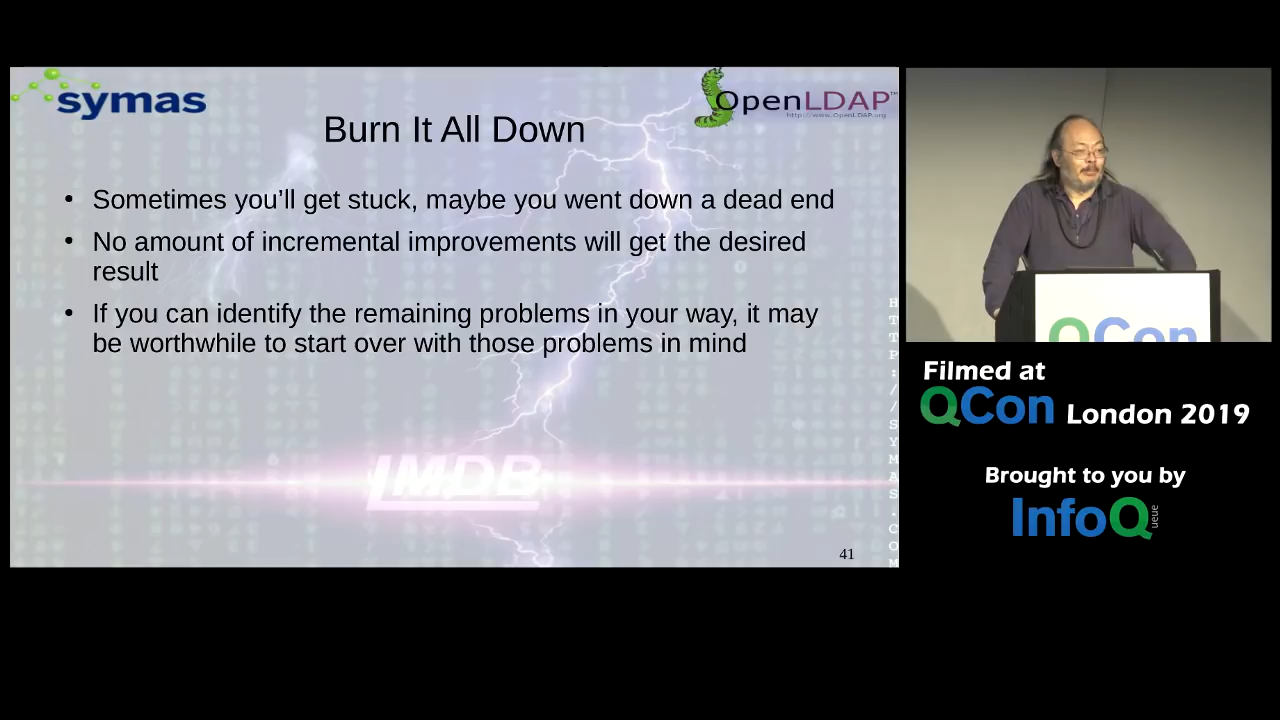 symas
OpenLDAP™
http://www.OpenLDAP.org
Burn It All Down
• Sometimes you’ll get stuck, maybe you went down a dead end
• No amount of incremental improvements will get the desired
result
• If you can identify the remaining problems in your way, it may
be worthwhile to start over with those problems in mind
LMDB
HTTP://SYMAS.COM
41
QCon
Filmed at
QCon London 2019
Brought to you by
InfoQ
ueue